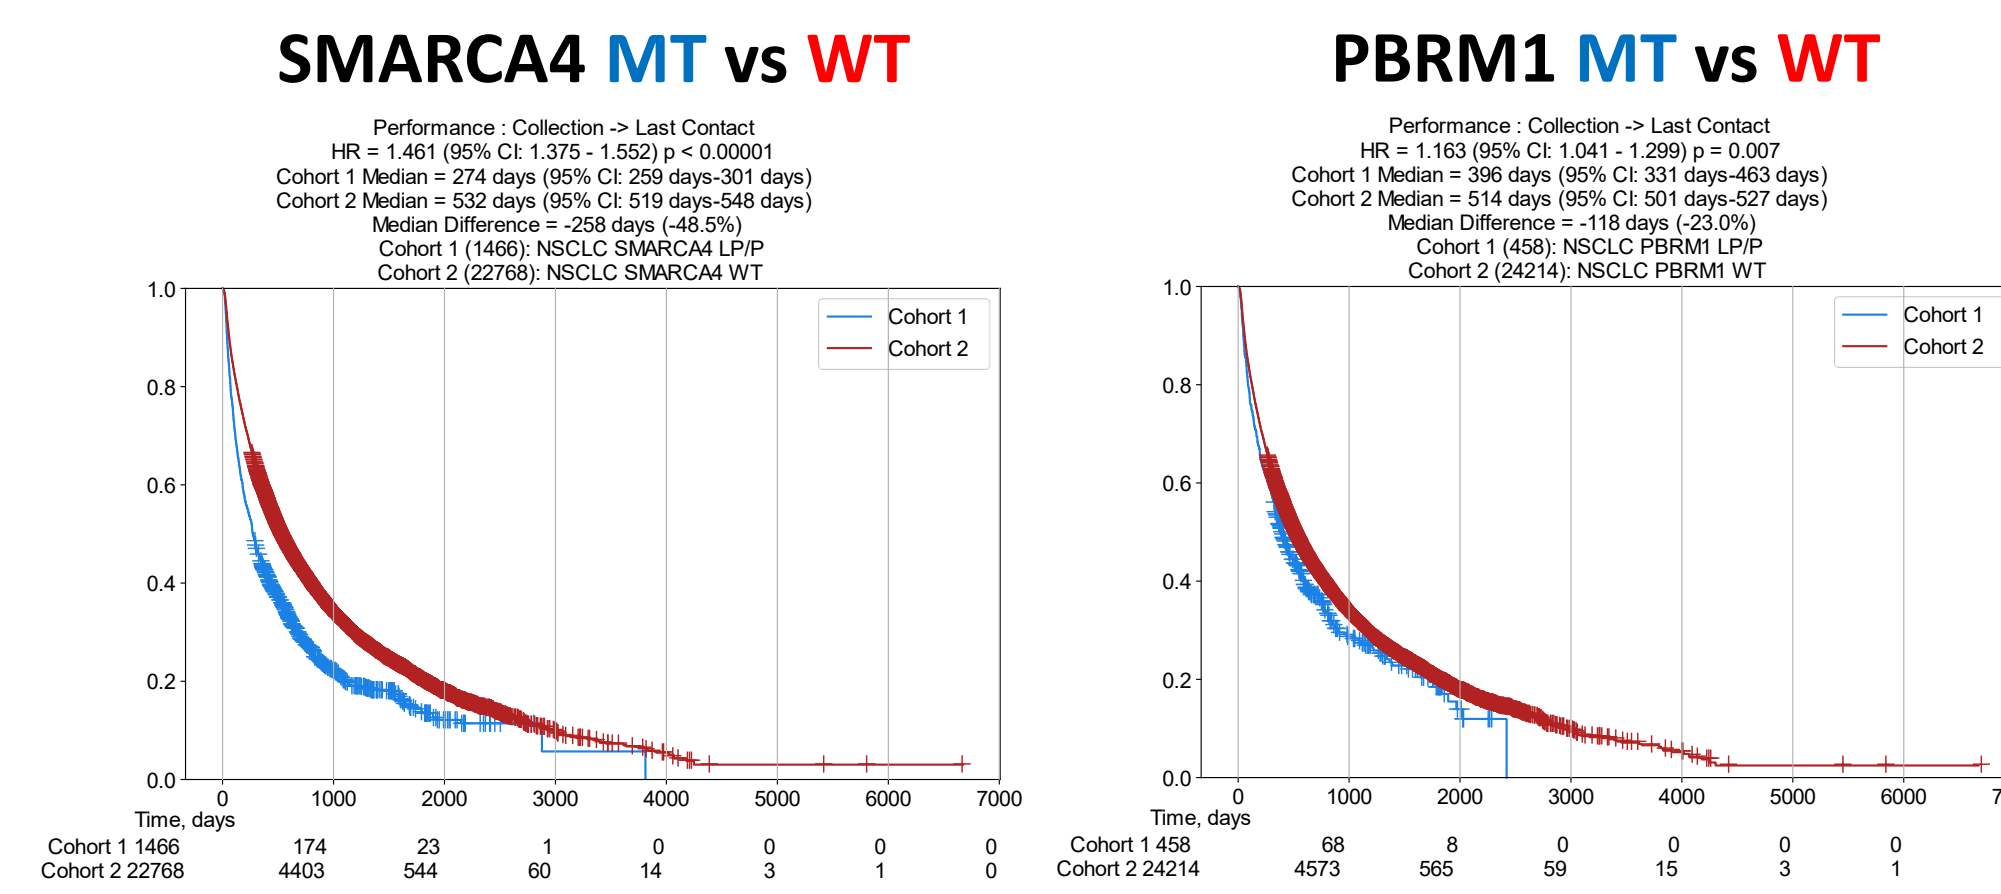 SMARCA4 MT vs WT
Performance : Collection -> Last Contact
HR = 1.461 (95% CI: 1.375 - 1.552) p < 0.00001
Cohort 1 Median = 274 days (95% CI: 259 days-301 days)
Cohort 2 Median = 532 days (95% CI: 519 days-548 days)
Median Difference = -258 days (-48.5%)
Cohort 1 (1466): NSCLC SMARCA4 LP/P
Cohort 2 (22768): NSCLC SMARCA4 WT
Cohort 1
Cohort 2
1.0
0.8
0.6
0.4
0.2
0.0
0 1000 2000 3000 4000 5000 6000 7000
Time, days
Cohort 1 1466 174 23 1 0 0 0 0
Cohort 2 22768 4403 544 60 14 3 1 0
PBRM1 MT vs WT
Performance : Collection -> Last Contact
HR = 1.163 (95% CI: 1.041 - 1.299) p = 0.007
Cohort 1 Median = 396 days (95% CI: 331 days-463 days)
Cohort 2 Median = 514 days (95% CI: 501 days-527 days)
Median Difference = -118 days (-23.0%)
Cohort 1 (458): NSCLC PBRM1 LP/P
Cohort 2 (24214): NSCLC PBRM1 WT
Cohort 1
Cohort 2
1.0
0.8
0.6
0.4
0.2
0.0
0 1000 2000 3000 4000 5000 6000 7
Time, days
Cohort 1 458 68 8 0 0 0 0
Cohort 2 24214 4573 565 59 15 3 1